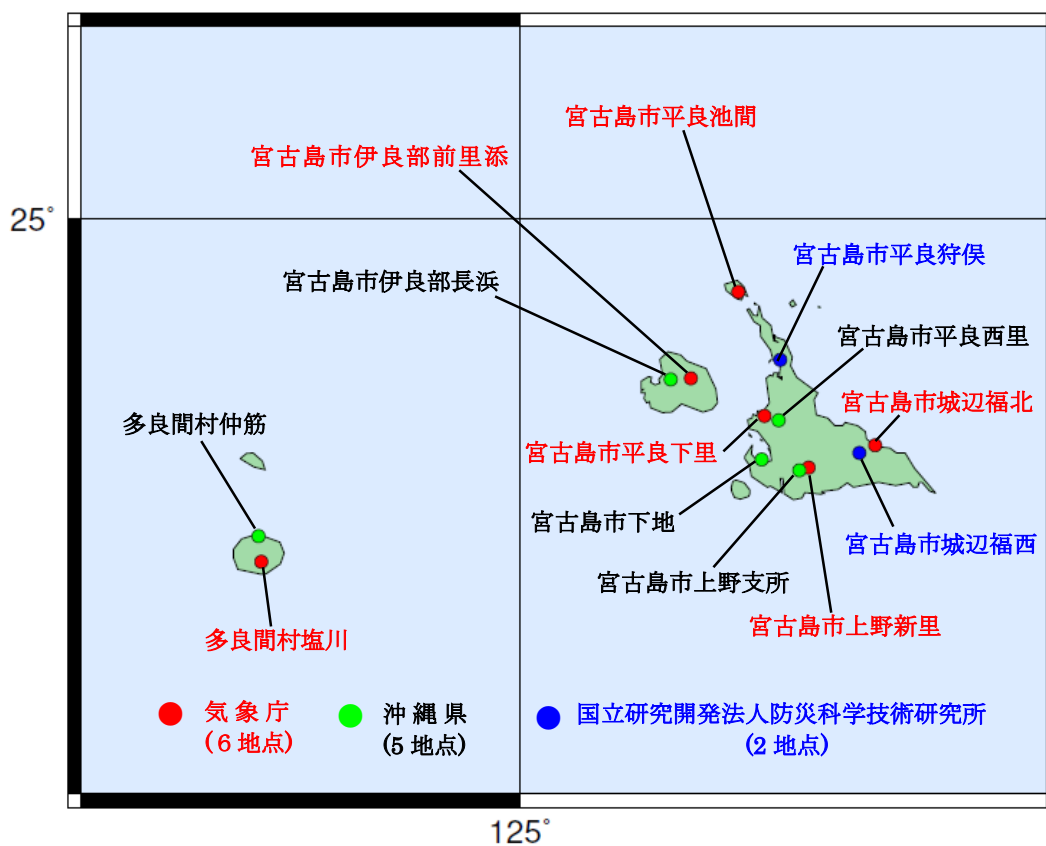 宮古島市平良池間
宮古島市伊良部前里添
25°
宮古島市平良狩俣
宮古島市伊良部長浜
宮古島市平良西里
宮古島市城辺福北
多良間村仲筋
宮古島市平良下里
宮古島市下地
宮古島市城辺福西
宮古島市上野支所
宮古島市上野新里
多良間村塩川
気象庁
(6地点)
沖縄県
(5地点)
国立研究開発法人防災科学技術研究所
(2地点)
125°